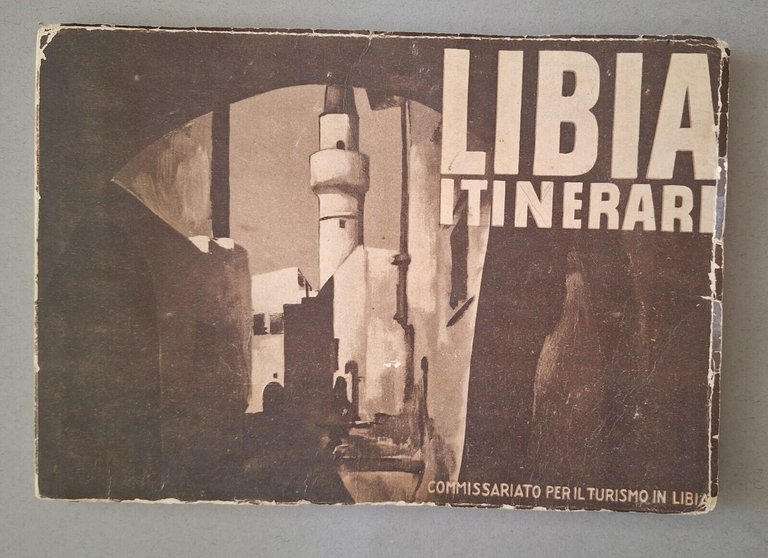 LIBIA
ITINERARI
COMMISSARIATO PER IL TURISMO IN LIBIA